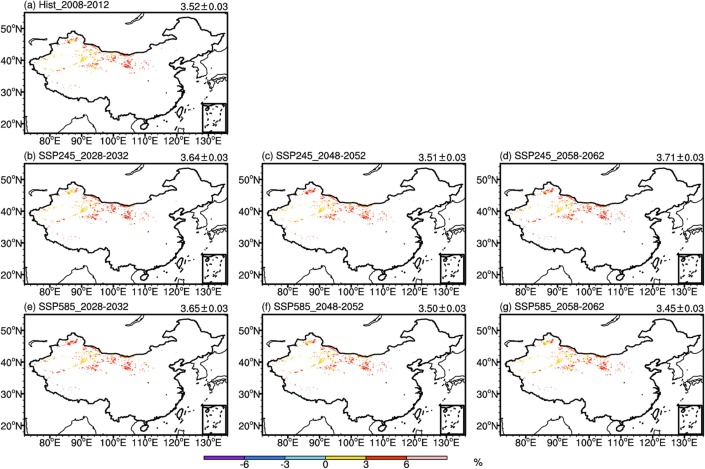 (a) Hist_2008-2012 3.52±0.03
50°N
40°N
30°N
20°N
80°E 90°E 100°E 110°E 120°E 130°E
(b) SSP245_2028-2032 3.64±0.03 (c) SSP245_2048-2052 3.51±0.03 (d) SSP245_2058-2062 3.71±0.03
50°N 50°N 50°N
40°N 40°N 40°N
30°N 30°N 30°N
20°N 20°N 20°N
80°E 90°E 100°E 110°E 120°E 130°E 80°E 90°E 100°E 110°E 120°E 130°E 80°E 90°E 100°E 110°E 120°E 130°E
(e) SSP585_2028-2032 3.65±0.03 (f) SSP585_2048-2052 3.50±0.03 (g) SSP585_2058-2062 3.45±0.03
50°N 50°N 50°N
40°N 40°N 40°N
30°N 30°N 30°N
20°N 20°N 20°N
80°E 90°E 100°E 110°E 120°E 130°E 80°E 90°E 100°E 110°E 120°E 130°E 80°E 90°E 100°E 110°E 120°E 130°E
-6 -3 0 3 6 %